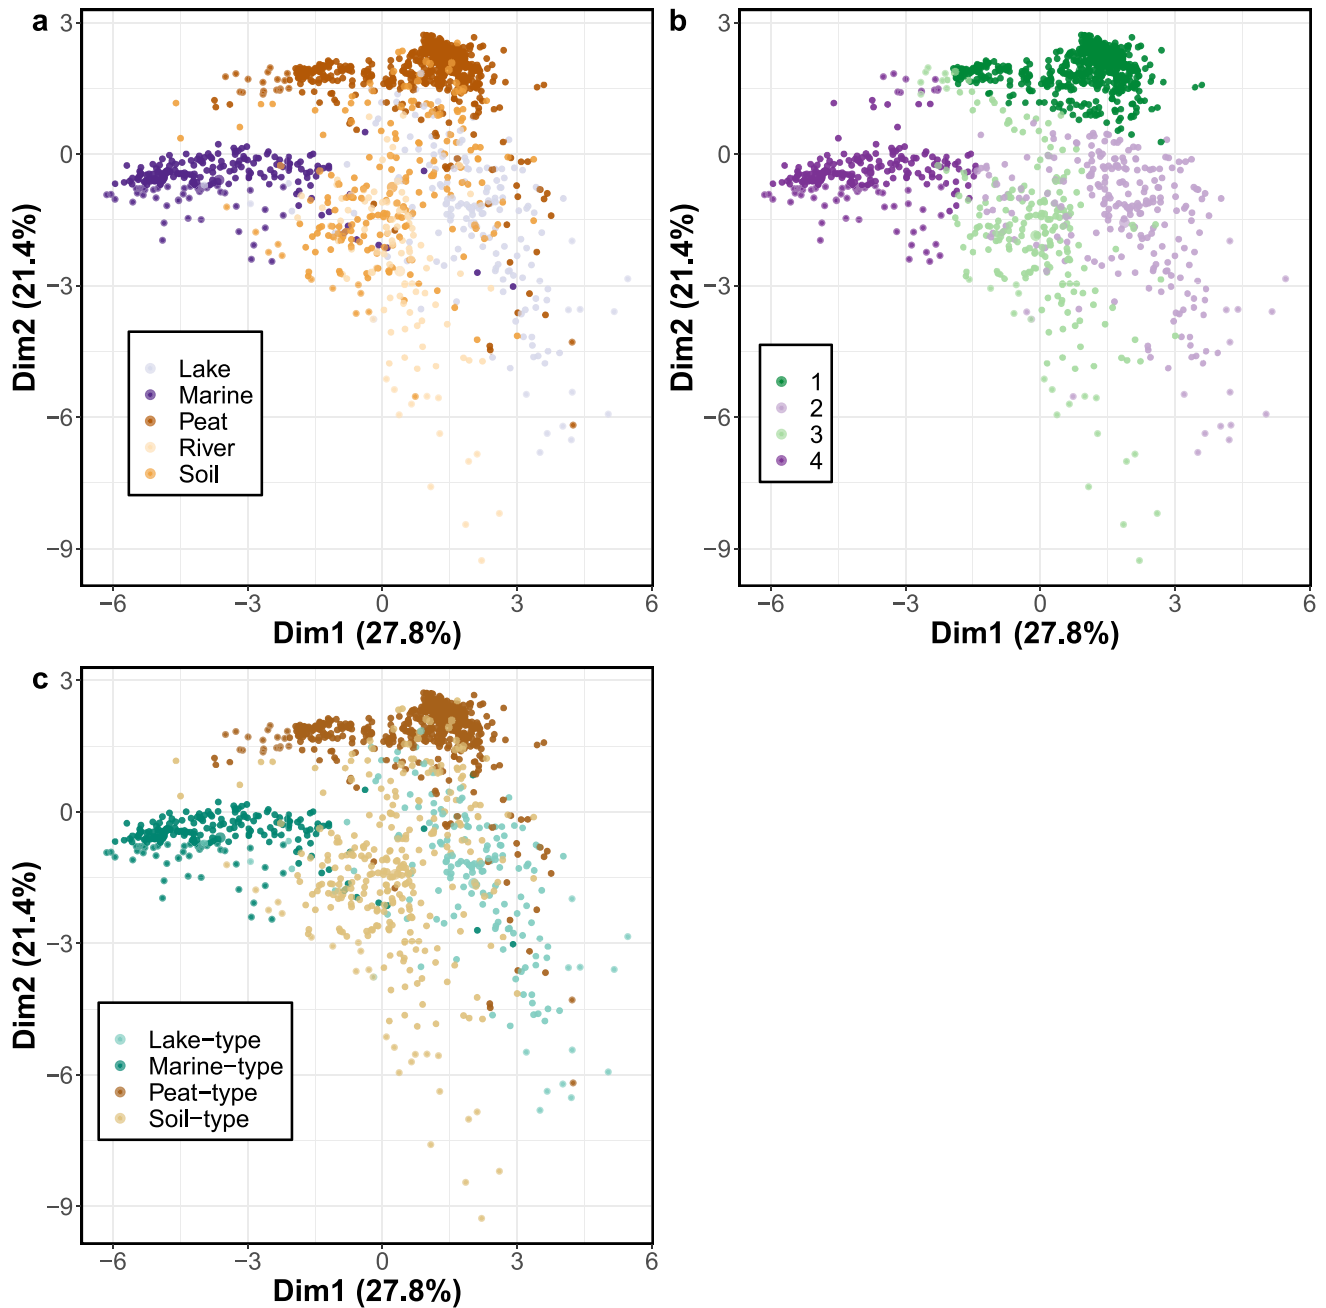 a
3
0
−3
−6
−9
Dim2 (21.4%)
Lake
Marine
Peat
River
Soil
−6
−3
0
3
6
Dim1 (27.8%)
b
3
0
−3
−6
−9
Dim2 (21.4%)
1
2
3
4
−6
−3
0
3
6
Dim1 (27.8%)
c
3
0
−3
−6
−9
Dim2 (21.4%)
Lake−type
Marine−type
Peat−type
Soil−type
−6
−3
0
3
6
Dim1 (27.8%)